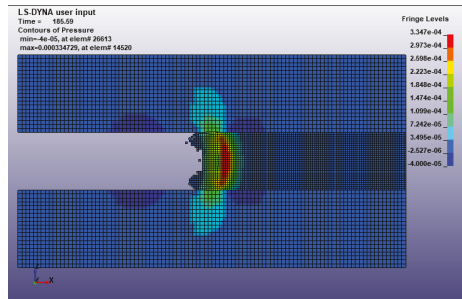 LS-DYNA user input
Time = 185.59
Contours of Pressure
min=-4e-05, at elem# 26613
max=0.000334729, at elem# 14520
Fringe Levels
3.347e-04
2.973e-04
2.598e-04
2.223e-04
1.848e-04
1.474e-04
1.099e-04
7.242e-05
3.495e-05
-2.527e-06
-4.000e-05
X